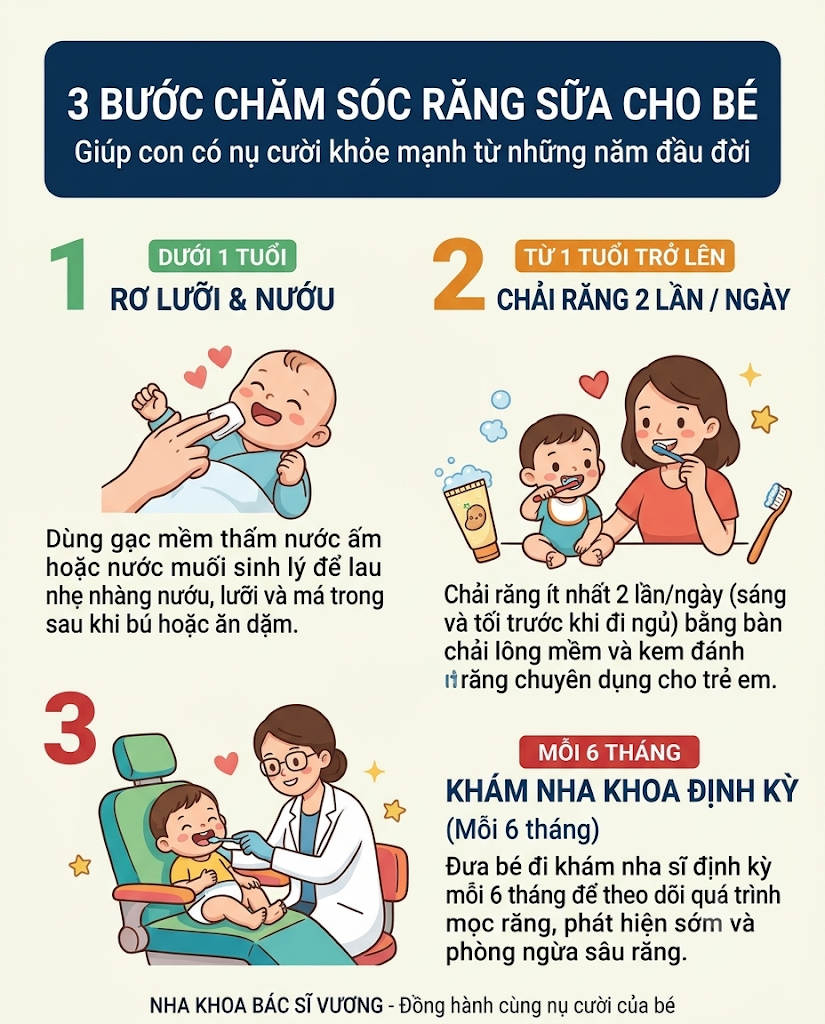 3 BƯỚC CHĂM SÓC RĂNG SỮA CHO BÉ
Giúp con có nụ cười khỏe mạnh từ những năm đầu đời
1
DƯỚI 1 TUỔI
RƠ LƯỠI & NƯỚU
Dùng gạc mềm thấm nước ấm
hoặc nước muối sinh lý để lau
nhẹ nhàng nướu, lưỡi và má trong
sau khi bú hoặc ăn dặm.
2
TỪ 1 TUỔI TRỞ LÊN
CHẢI RĂNG 2 LẦN / NGÀY
Chải răng ít nhất 2 lần/ngày (sáng
và tối trước khi đi ngủ) bằng bàn
chải lông mềm và kem đánh
răng chuyên dụng cho trẻ em.
3
MỖI 6 THÁNG
KHÁM NHA KHOA ĐỊNH KỲ
(Mỗi 6 tháng)
Đưa bé đi khám nha sĩ định kỳ
mỗi 6 tháng để theo dõi quá trình
mọc răng, phát hiện sớm và
phòng ngừa sâu răng.
NHA KHOA BÁC SĨ VƯƠNG - Đồng hành cùng nụ cười của bé